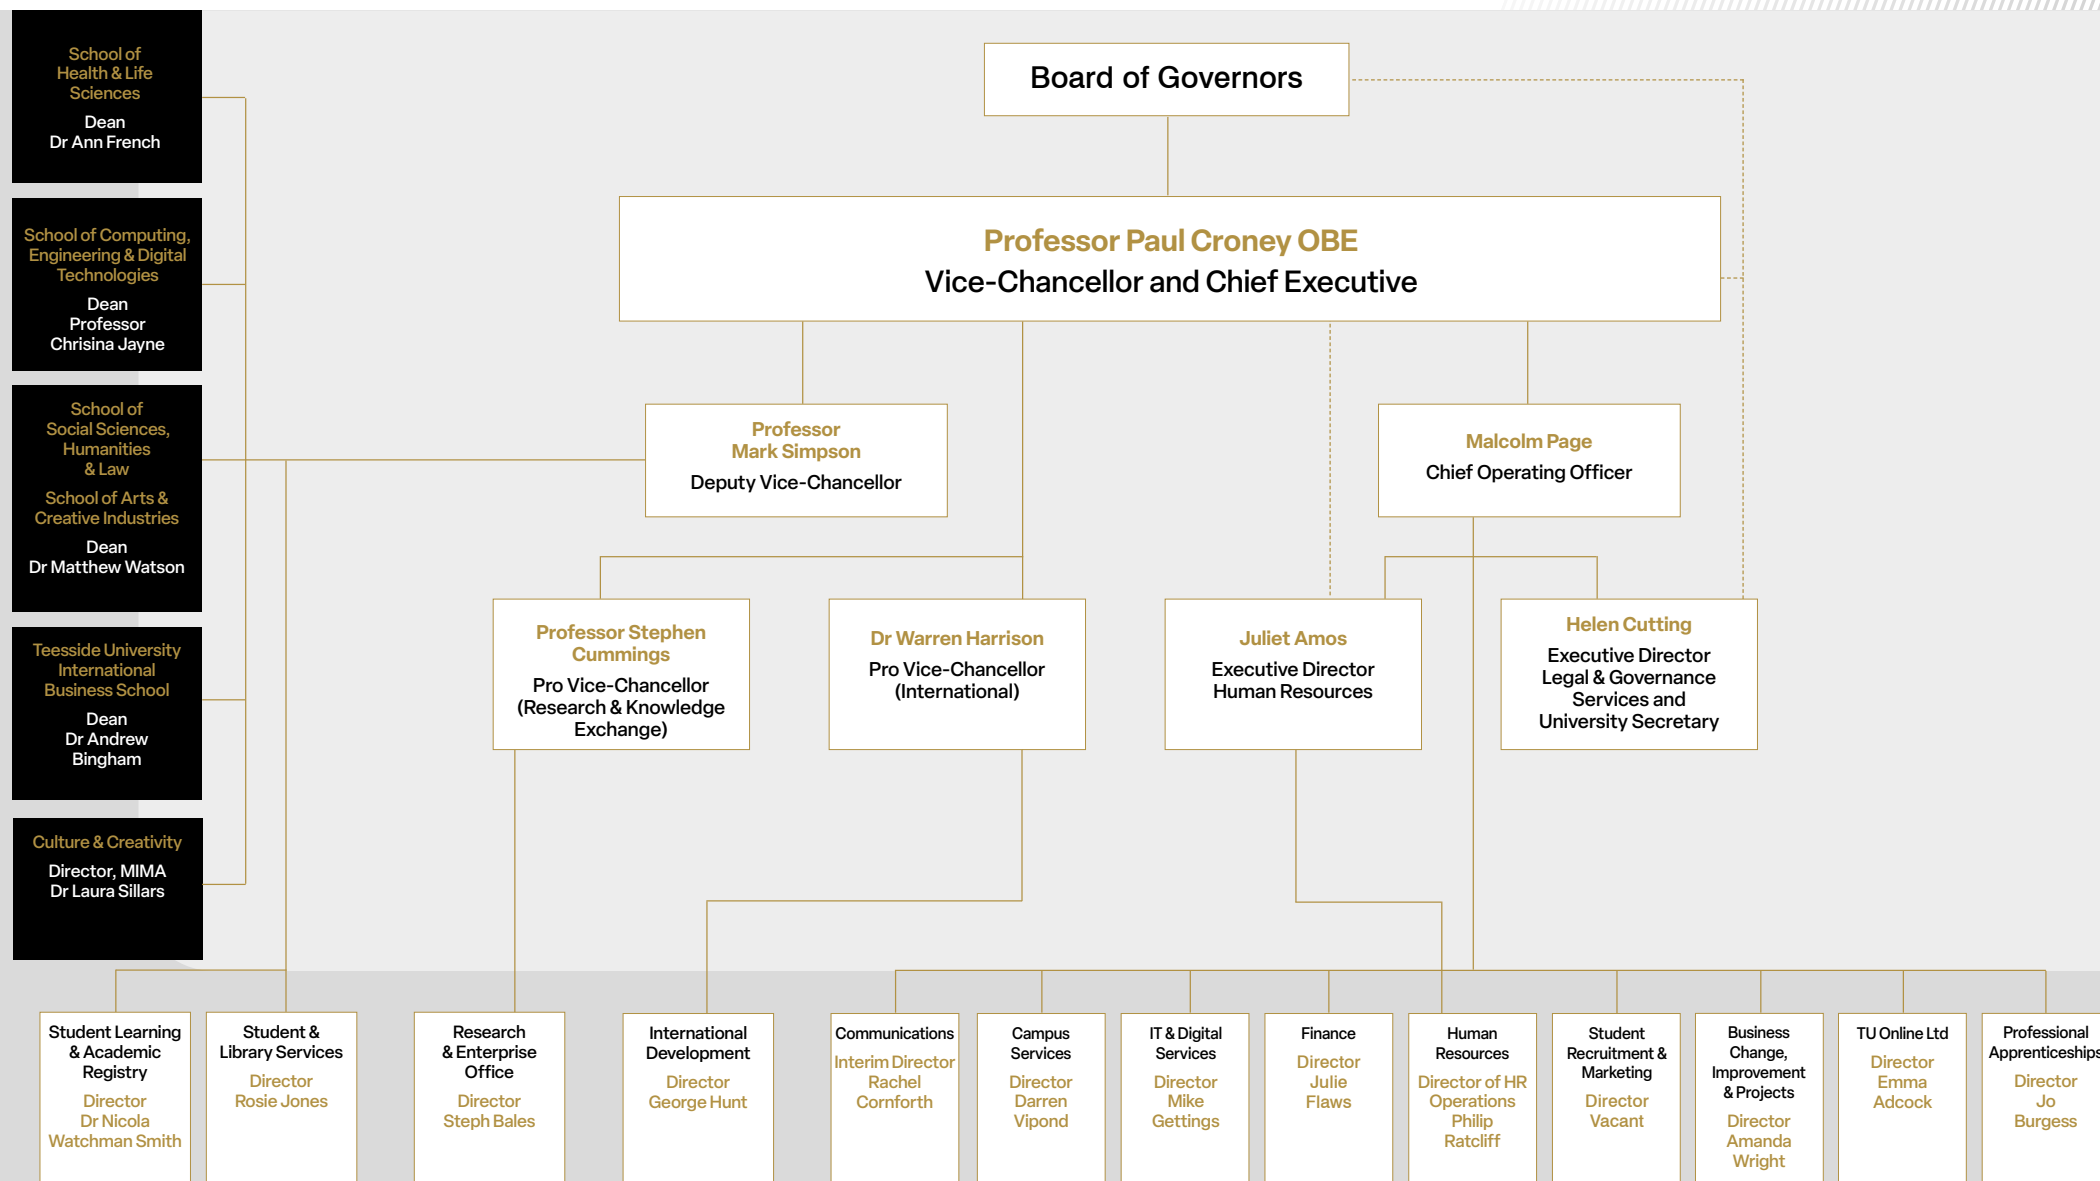 School of
Health & Life
Sciences
Dean
Dr Ann French
School of Computing,
Engineering & Digital
Technologies
Dean
Professor
Chrisina Jayne
School of
Social Sciences,
Humanities
& Law
School of Arts &
Creative Industries
Dean
Dr Matthew Watson
Teesside University
International
Business School
Dean
Dr Andrew
Bingham
Culture & Creativity
Director, MIMA
Dr Laura Sillars
Board of Governors
Professor Paul Croney OBE
Vice-Chancellor and Chief Executive
Professor
Mark Simpson
Deputy Vice-Chancellor
Malcolm Page
Chief Operating Officer
Professor Stephen
Cummings
Pro Vice-Chancellor
(Research & Knowledge
Exchange)
Dr Warren Harrison
Pro Vice-Chancellor
(International)
Juliet Amos
Executive Director
Human Resources
Helen Cutting
Executive Director
Legal & Governance
Services and
University Secretary
Student Learning
& Academic
Registry
Director
Dr Nicola
Watchman Smith
Student &
Library Services
Director
Rosie Jones
Research
& Enterprise
Office
Director
Steph Bales
International
Development
Director
George Hunt
Communications
Interim Director
Rachel
Cornforth
Campus
Services
Director
Darren
Vipond
IT & Digital
Services
Director
Mike
Gettings
Finance
Director
Julie
Flaws
Human
Resources
Director of HR
Operations
Philip
Ratcliff
Student
Recruitment &
Marketing
Director
Vacant
Business
Change,
Improvement
& Projects
Director
Amanda
Wright
TU Online Ltd
Director
Emma
Adcock
Professional
Apprenticeships
Director
Jo
Burgess